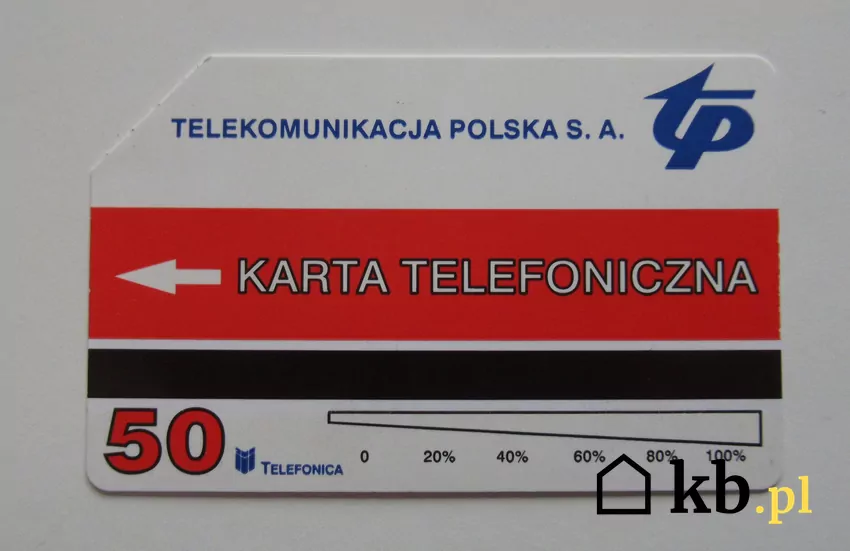 TELEKOMUNIKACJA POLSKA S. A. tp
KARTA TELEFONICZNA
50 TELEFONICA 0 20% 40% 60% 80% 100%
kb.pl